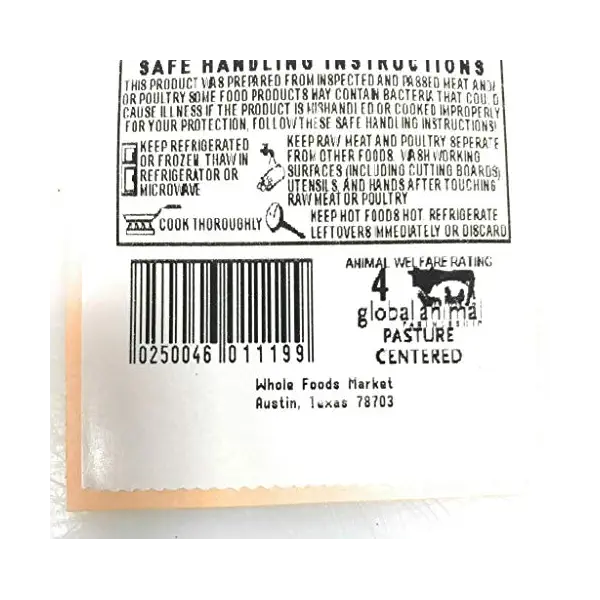 SAFE HANDLING INSTRUCTIONS
THIS PRODUCT WAS PREPARED FROM INSPECTED AND PASSED MEAT AND/
OR POULTRY SOME FOOD PRODUCTS MAY CONTAIN BACTERIA THAT COULD
CAUSE ILLNESS IF THE PRODUCT IS MISHANDLED OR COOKED IMPROPERLY
FOR YOUR PROTECTION, FOLLOW THESE SAFE HANDLING INSTRUCTIONS
KEEP REFRIGERATED
OR FROZEN THAW IN
REFRIGERATOR OR
MICROWAVE
KEEP RAW MEAT AND POULTRY SEPERATE
FROM OTHER FOODS WASH WORKING
SURFACES (INCLUDING CUTTING BOARDS)
UTENSILS, AND HANDS AFTER TOUCHING
RAW MEAT OR POULTRY
COOK THOROUGHLY
KEEP HOT FOODS HOT REFRIGERATE
LEFTOVERS IMMEDIATELY OR DISCARD
ANIMAL WELFARE RATING
4
global animal
PARTNERSHIP
PASTURE
CENTERED
0250046 011199
Whole Foods Market
Austin, Texas 78703